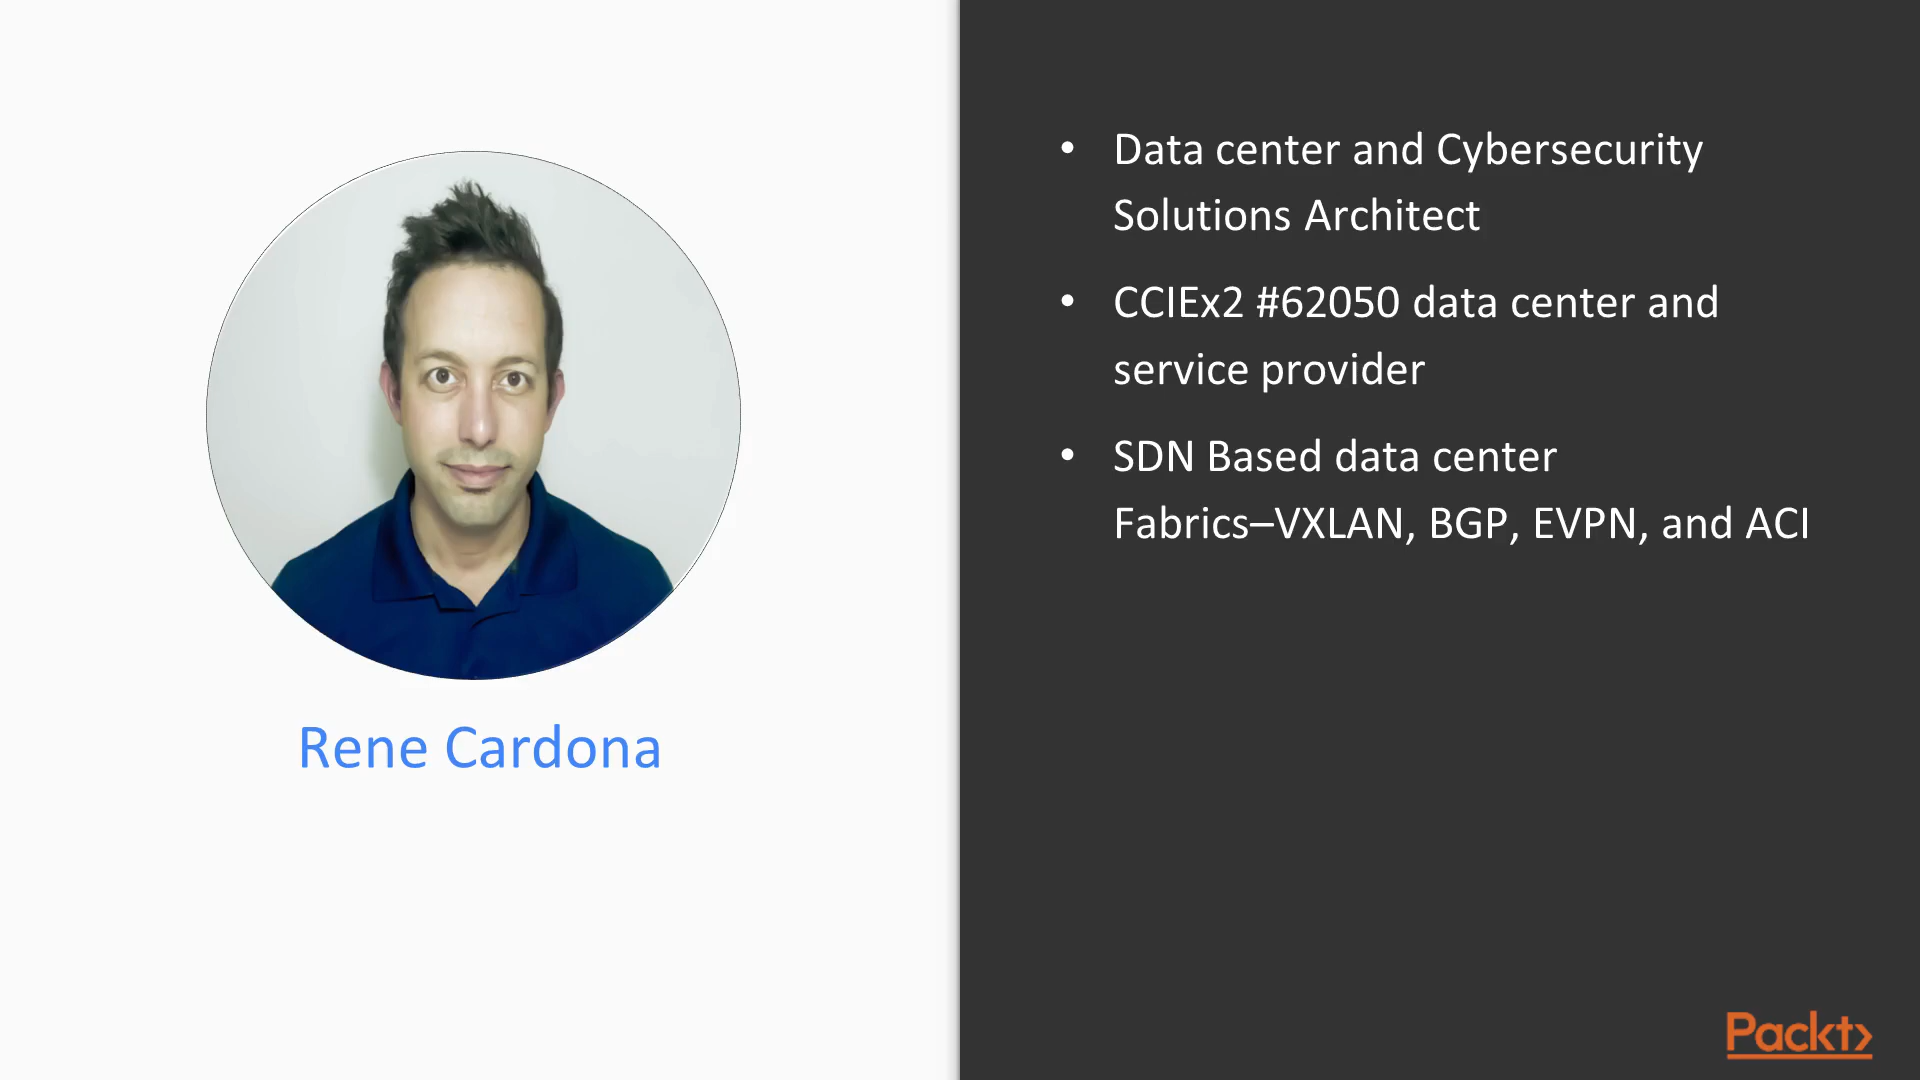 Rene Cardona
• Data center and Cybersecurity
Solutions Architect
• CCIEx2 #62050 data center and
service provider
• SDN Based data center
Fabrics–VXLAN, BGP, EVPN, and ACI
Packt>